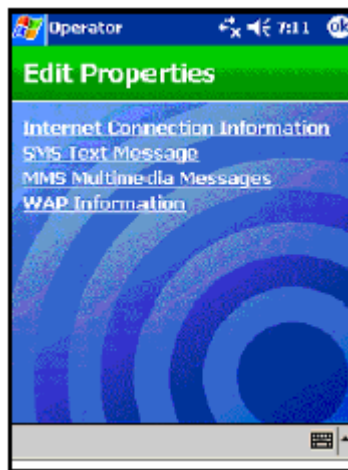 Operator 7:11 ok
Edit Properties
Internet Connection Information
SMS Text Message
MMS Multimedia Messages
WAP Information